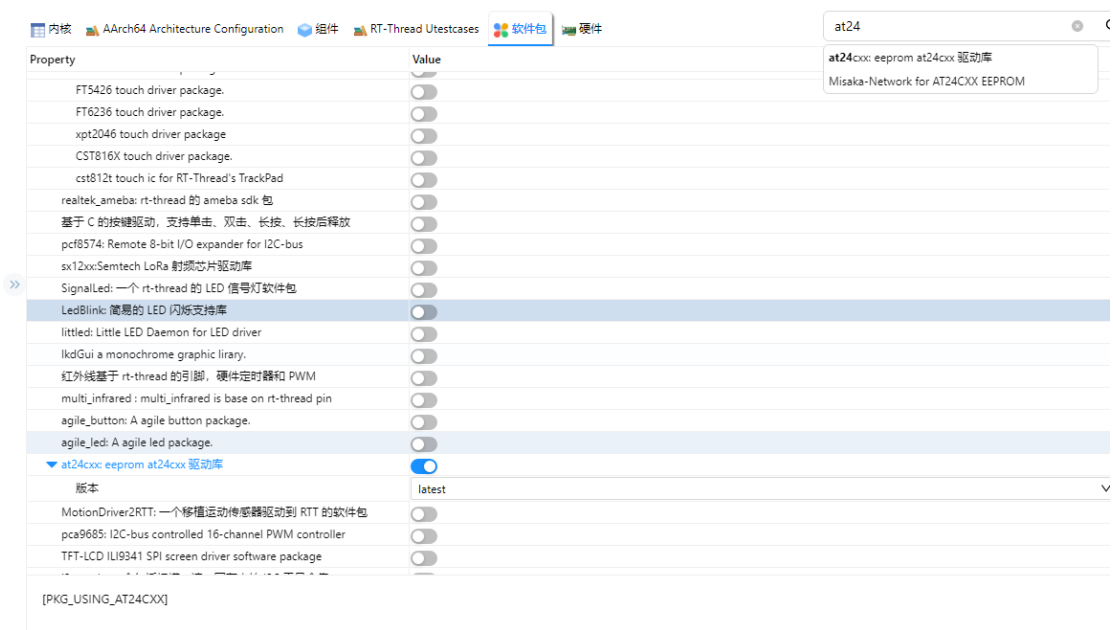 内核 AArch64 Architecture Configuration 组件 RT-Thread Utestcases 软件包 硬件
at24
at24cxx: eeprom at24cxx 驱动库
Misaka-Network for AT24CXX EEPROM
Property Value
FT5426 touch driver package.
FT6236 touch driver package.
xpt2046 touch driver package
CST816X touch driver package.
cst812t touch ic for RT-Thread's TrackPad
realtek_ameba: rt-thread 的 ameba sdk 包
基于 C 的按键驱动，支持单击、双击、长按、长按后释放
pcf8574: Remote 8-bit I/O expander for I2C-bus
sx12xx:Semtech LoRa 射频芯片驱动库
SignalLed: 一个 rt-thread 的 LED 信号灯软件包
LedBlink: 简易的 LED 闪烁支持库
littled: Little LED Daemon for LED driver
lkdGui a monochrome graphic lirary.
红外线基于 rt-thread 的引脚，硬件定时器和 PWM
multi_infrared : multi_infrared is base on rt-thread pin
agile_button: A agile button package.
agile_led: A agile led package.
at24cxx: eeprom at24cxx 驱动库
版本 latest
MotionDriver2RTT: 一个移植运动传感器驱动到 RTT 的软件包
pca9685: I2C-bus controlled 16-channel PWM controller
TFT-LCD ILI9341 SPI screen driver software package
[PKG_USING_AT24CXX]